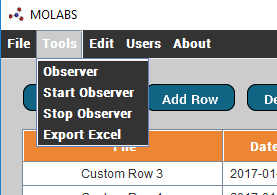 MOLABS
File Tools Edit Users About
Observer
Start Observer
Stop Observer
Export Excel
Add Row
File
Custom Row 3 2017-01-